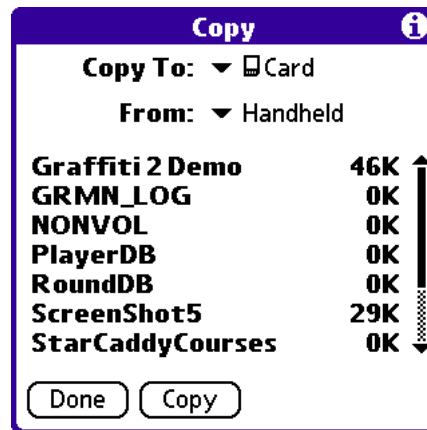 Copy
Copy To: Card
From: Handheld
Graffiti 2 Demo 46K
GRMN_LOG 0K
NONVOL 0K
PlayerDB 0K
RoundDB 0K
ScreenShot5 29K
StarCaddyCourses 0K
Done Copy